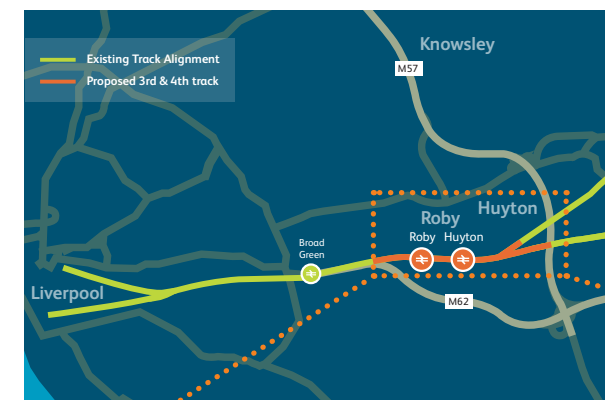 Knowsley
Existing Track Alignment
M57
Proposed 3rd & 4th track
Huyton
Roby
Roby
Huyton
Broad
Green
Liverpool
M62